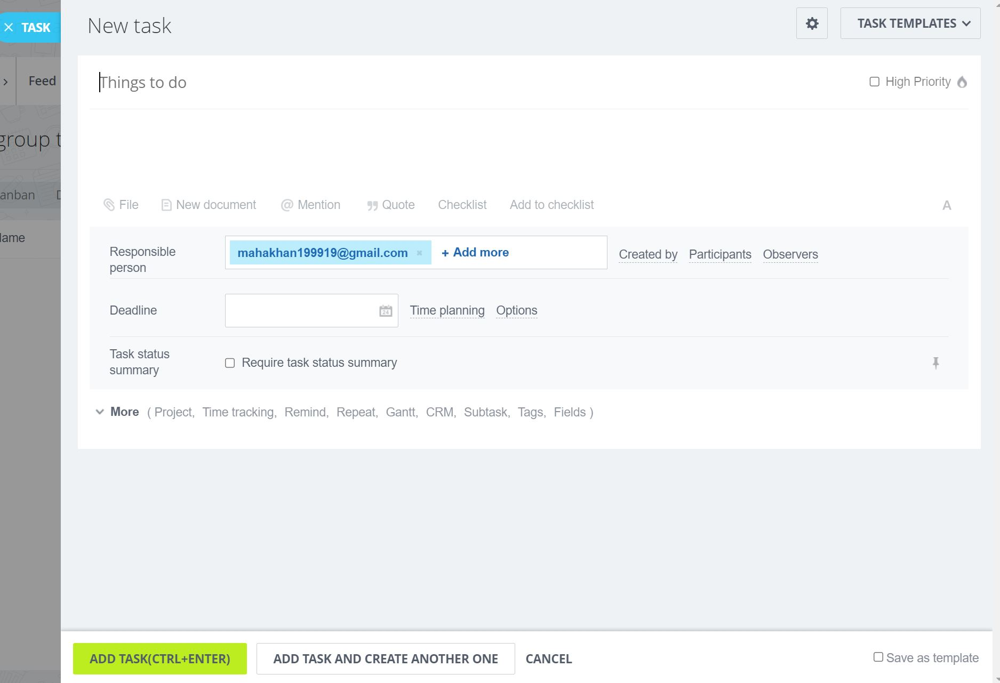 TASK
New task
TASK TEMPLATES
Feed
Things to do
High Priority
group t
anban
File
New document
@ Mention
Quote
Checklist
Add to checklist
A
ame
Responsible
person
mahakhan199919@gmail.com
+ Add more
Created by
Participants
Observers
Deadline
24
Time planning
Options
Task status
summary
Require task status summary
More ( Project, Time tracking, Remind, Repeat, Gantt, CRM, Subtask, Tags, Fields )
ADD TASK(CTRL+ENTER)
ADD TASK AND CREATE ANOTHER ONE
CANCEL
Save as template